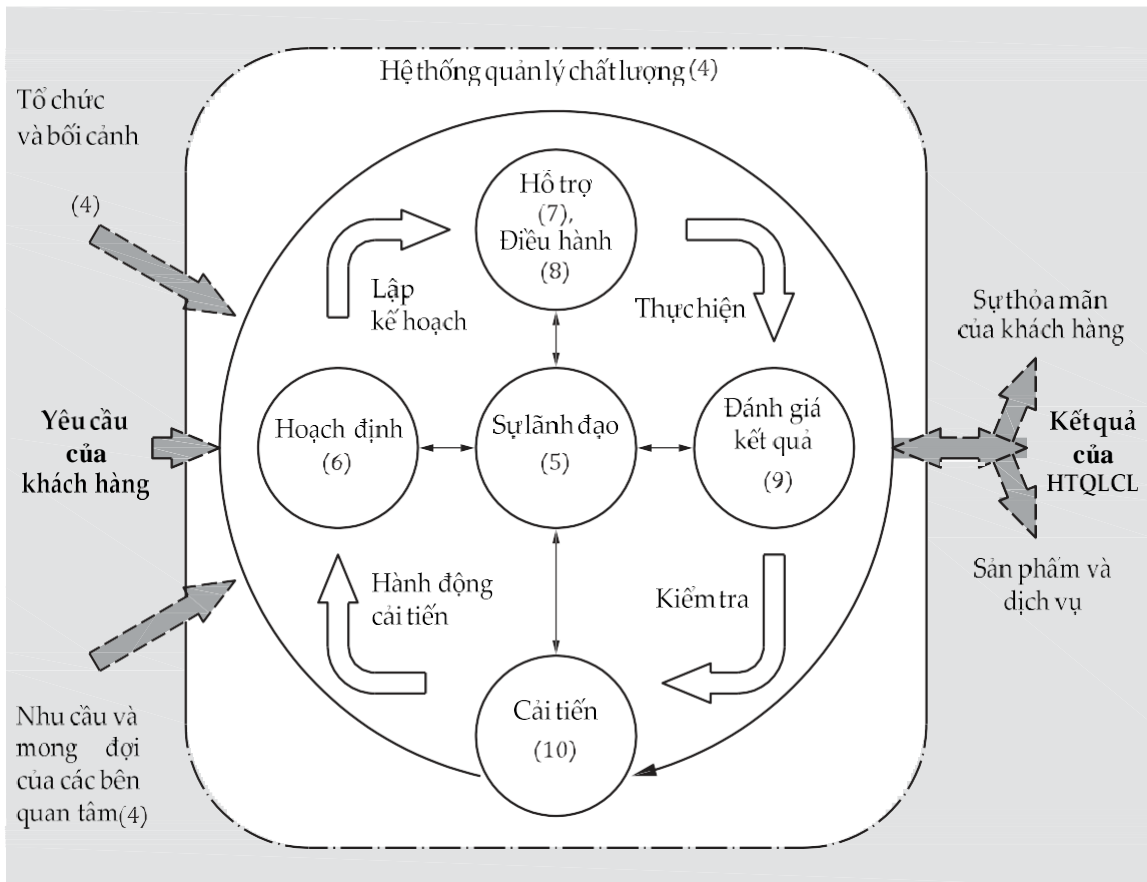 Hệ thống quản lý chất lượng (4)
Tổ chức
và bối cảnh
(4)
Hỗ trợ
(7),
Điều hành
(8)
Lập
kế hoạch
Thực hiện
Sự thỏa mãn
của khách hàng
Yêu cầu
của
khách hàng
Hoạch định
(6)
Sự lãnh đạo
(5)
Đánh giá
kết quả
(9)
Kết quả
của
HTQLCL
Hành động
cải tiến
Kiểm tra
Sản phẩm và
dịch vụ
Nhu cầu và
mong đợi
của các bên
quan tâm (4)
Cải tiến
(10)